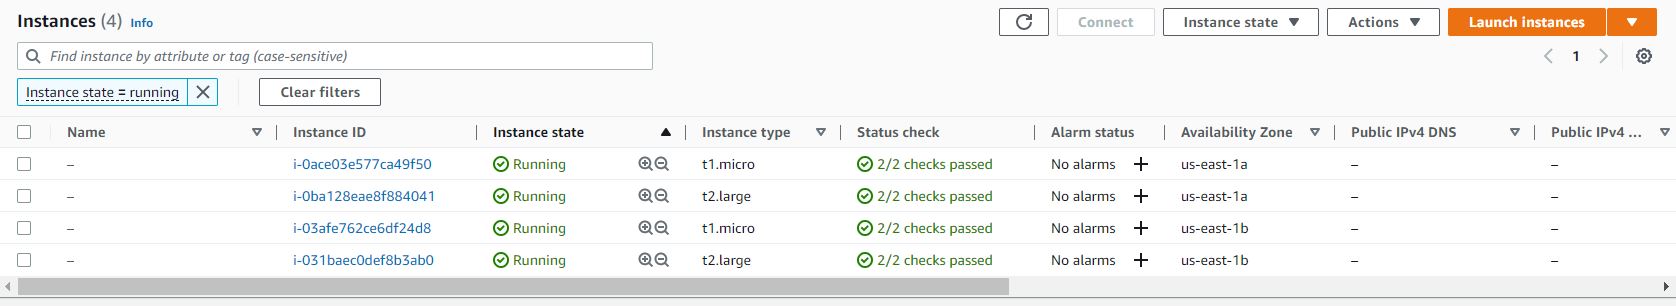 Instances (4) Info Connect Instance state Actions Launch instances
Find instance by attribute or tag (case-sensitive) 1
Instance state = running Clear filters
Name Instance ID Instance state Instance type Status check Alarm status Availability Zone Public IPv4 DNS Public IPv4 ...
– i-0ace03e577ca49f50 Running t1.micro 2/2 checks passed No alarms + us-east-1a – –
– i-0ba128eae8f884041 Running t2.large 2/2 checks passed No alarms + us-east-1a – –
– i-03afe762ce6df24d8 Running t1.micro 2/2 checks passed No alarms + us-east-1b – –
– i-031baec0def8b3ab0 Running t2.large 2/2 checks passed No alarms + us-east-1b – –